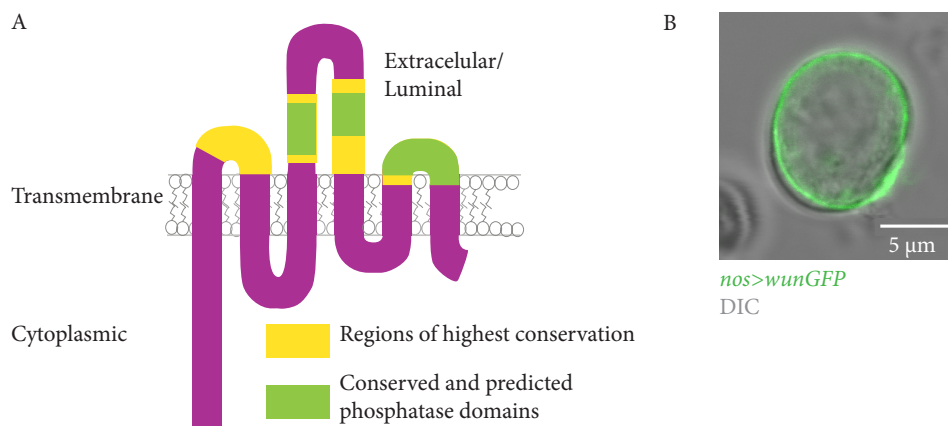 A
B
Extracelular/
Luminal
Transmembrane
5 µm
nos>wunGFP
DIC
Cytoplasmic
Regions of highest conservation
Conserved and predicted
phosphatase domains